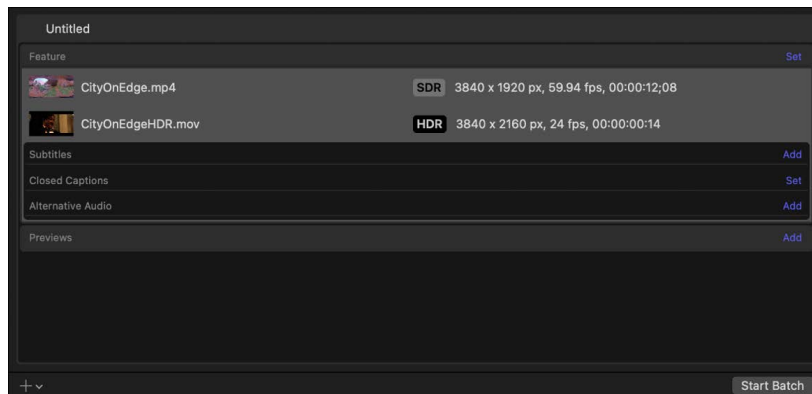 Untitled
Feature Set
CityOnEdge.mp4 SDR 3840 x 1920 px, 59.94 fps, 00:00:12;08
CityOnEdgeHDR.mov HDR 3840 x 2160 px, 24 fps, 00:00:00:14
Subtitles Add
Closed Captions Set
Alternative Audio Add
Previews Add
Start Batch